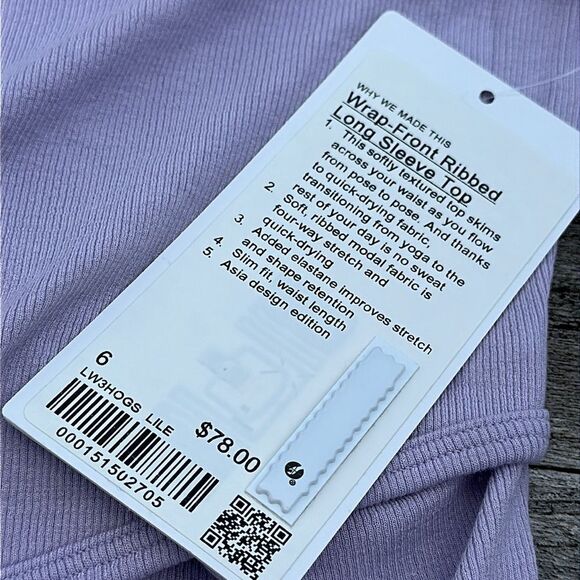 WHY WE MADE THIS
Wrap-Front Ribbed
Long Sleeve Top
1. This softly textured top skims
across your waist as you flow
from pose to pose. And thanks
to quick-drying fabric,
transitioning from yoga to the
rest of your day is no sweat
2. Soft, ribbed modal fabric is
four-way stretch and
quick-drying
3. Added elastane improves stretch
and shape retention
4. Slim fit, waist length
5. Asia design edition
6
LW3HOGS LILE
$78.00
000151502705